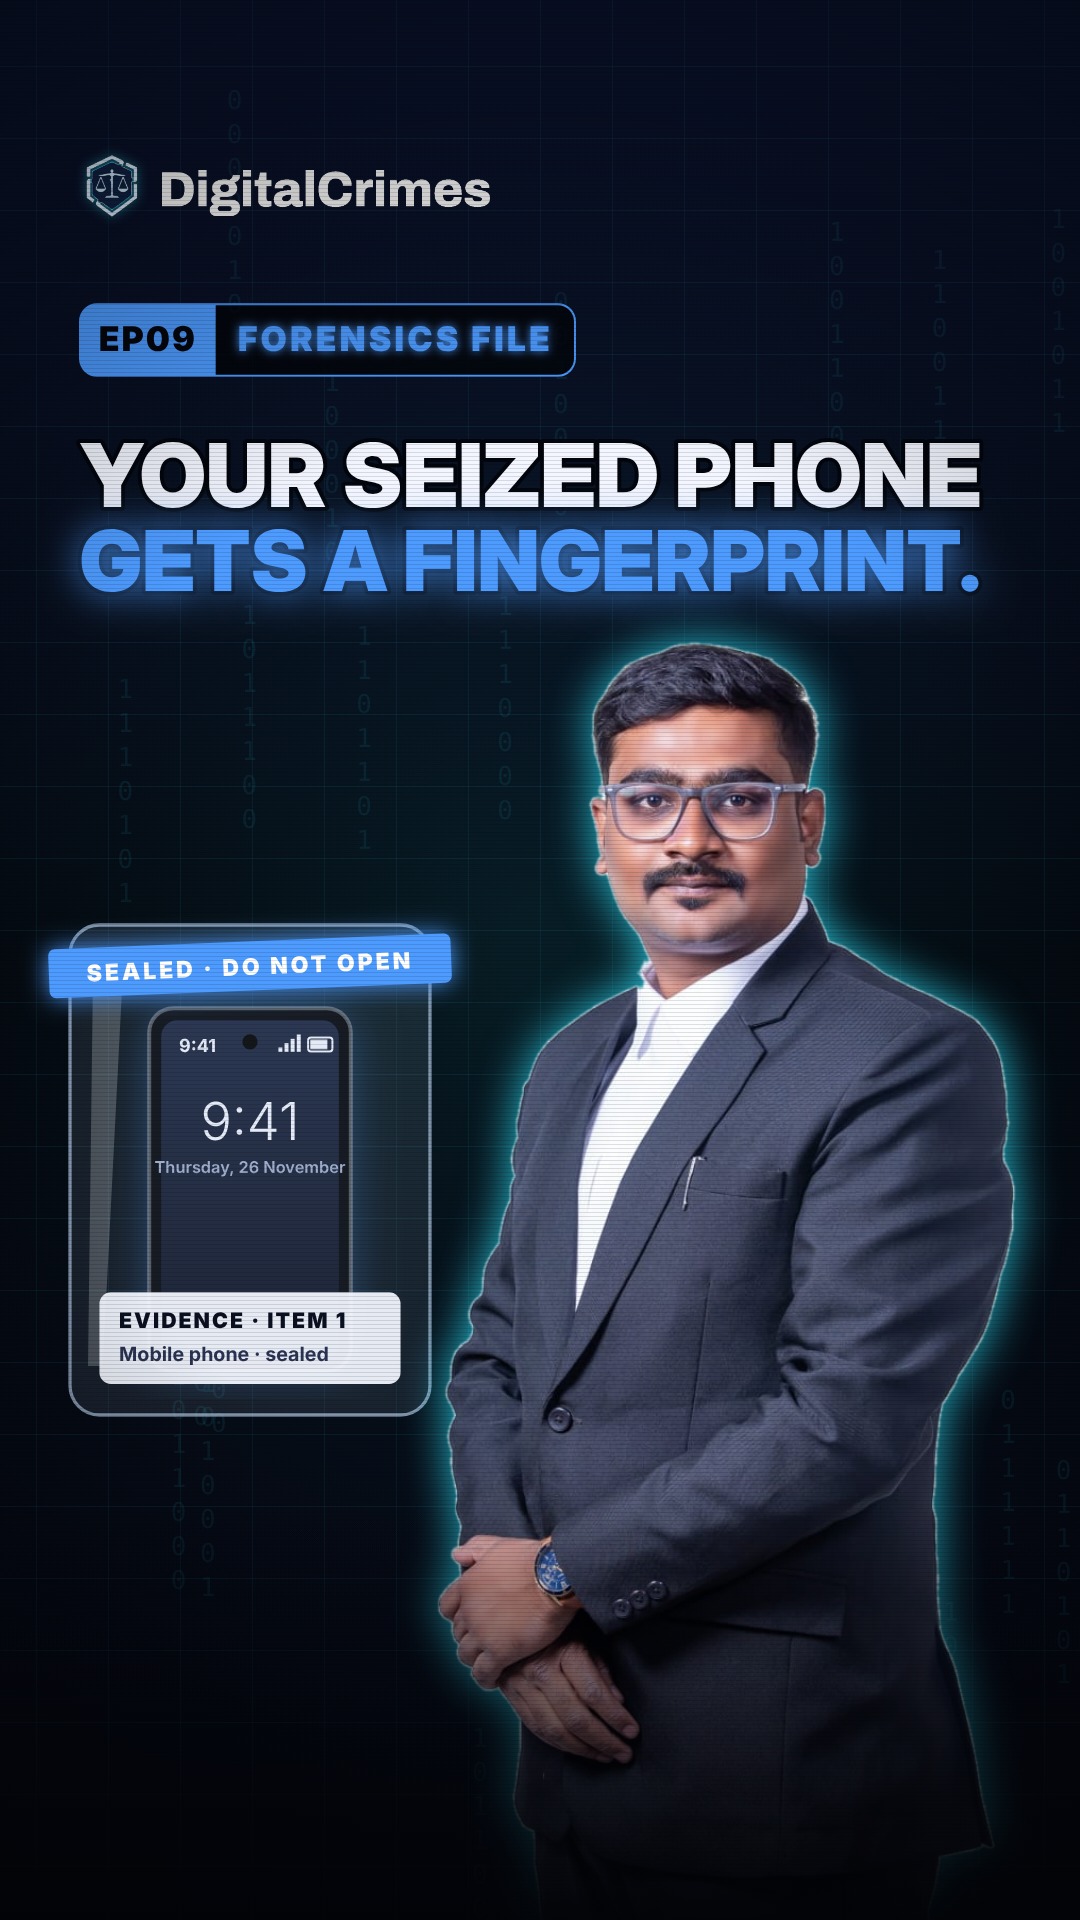 DigitalCrimes
EP09 FORENSICS FILE
YOUR SEIZED PHONE
GETS A FINGERPRINT.
SEALED · DO NOT OPEN
9:41
9:41
Thursday, 26 November
EVIDENCE · ITEM 1
Mobile phone · sealed